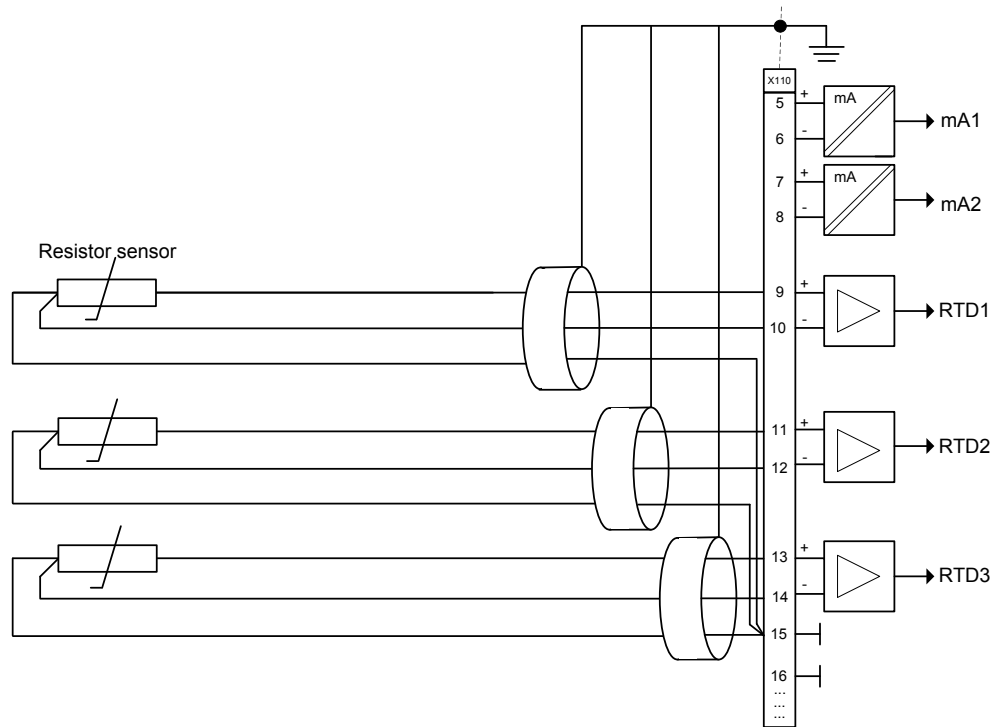 X110
5 + mA
mA1
6 -
7 + mA
mA2
8 -
Resistor sensor
9 +
RTD1
10 -
11 +
RTD2
12 -
13 +
RTD3
14 -
15
16
...
...
...